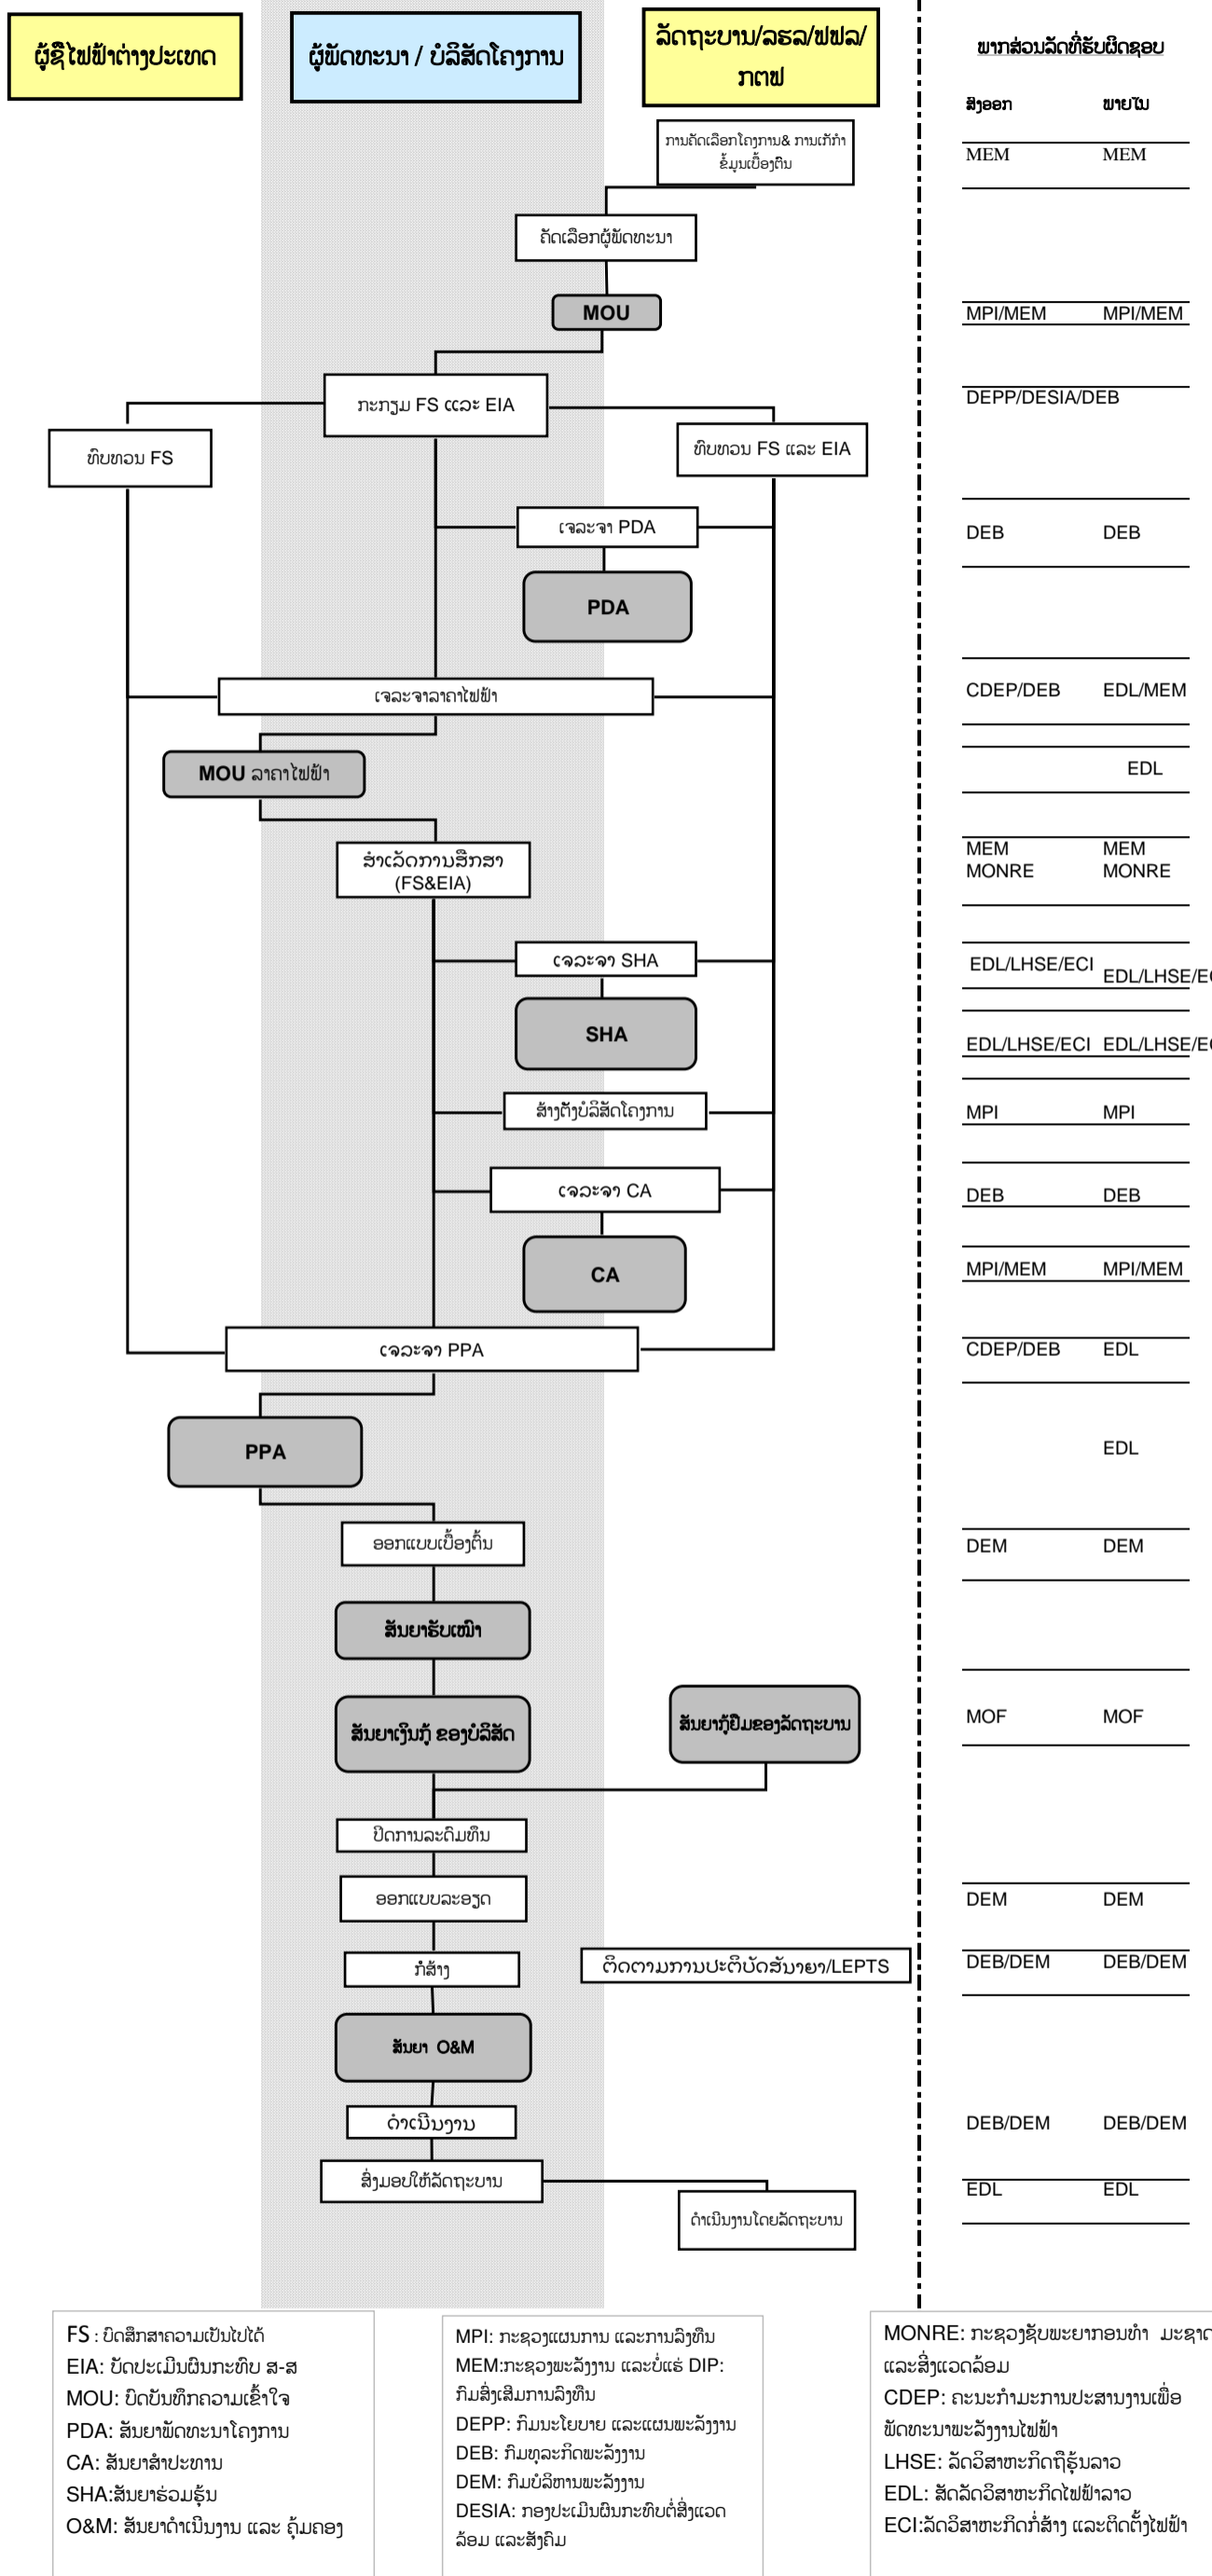 ຜູ້ຊື້ໄຟຟ້າຕ່າງປະເທດ
ຜູ້ພັດທະນາ / ບໍລິສັດໂຄງການ
ລັດຖະບານ/ລຮລ/ຟຟລ/
ກຕຟ
ພາກສ່ວນລັດທີ່ຮັບຜິດຊອບ
ສົ່ງອອກ ພາຍໃນ
ການຄັດເລືອກໂຄງການ& ການເກັກຳ
ຂໍ້ມູນເບື້ອງຕົ້ນ
MEM MEM
ຄັດເລືອກຜູ້ພັດທະນາ
MOU
MPI/MEM MPI/MEM
ກະກຽມ FS ແລະ EIA
DEPP/DESIA/DEB
ທົບທວນ FS
ທົບທວນ FS ແລະ EIA
ເຈລະຈາ PDA
DEB DEB
PDA
ເຈລະຈາລາຄາໄຟຟ້າ
CDEP/DEB EDL/MEM
MOU ລາຄາໄຟຟ້າ
EDL
ສຳເລັດການສຶກສາ
(FS&EIA)
MEM MEM
MONRE MONRE
ເຈລະຈາ SHA
EDL/LHSE/ECI EDL/LHSE/EC
SHA
EDL/LHSE/ECI EDL/LHSE/EC
ສ້າງຕັ້ງບໍລິສັດໂຄງການ
MPI MPI
ເຈລະຈາ CA
DEB DEB
CA
MPI/MEM MPI/MEM
ເຈລະຈາ PPA
CDEP/DEB EDL
PPA
EDL
ອອກແບບເບື້ອງຕົ້ນ
DEM DEM
ສັນຍາຮັບເໝົາ
ສັນຍາເງິນກູ້ ຂອງບໍລິສັດ
ສັນຍາກູ້ຢືມຂອງລັດຖະບານ
MOF MOF
ປິດການລະດົມທຶນ
ອອກແບບລະອຽດ
DEM DEM
ກໍ່ສ້າງ
ຕິດຕາມການປະຕິບັດສັນາຍາ/LEPTS
DEB/DEM DEB/DEM
ສັນຍາ O&M
ດຳເນີນງານ
DEB/DEM DEB/DEM
ສົ່ງມອບໃຫ້ລັດຖະບານ
EDL EDL
ດຳເນີນງານໂດຍລັດຖະບານ
FS : ບົດສຶກສາຄວາມເປັນໄປໄດ້
EIA: ບັດປະເມີນຜົນກະທົບ ສ-ສ
MOU: ບົດບັນທຶກຄວາມເຂົ້າໃຈ
PDA: ສັນຍາພັດທະນາໂຄງການ
CA: ສັນຍາສຳປະທານ
SHA:ສັນຍາຮ່ວມຮຸ້ນ
O&M: ສັນຍາດຳເນີນງານ ແລະ ຄຸ້ມຄອງ
MPI: ກະຊວງແຜນການ ແລະການລົງທຶນ
MEM:ກະຊວງພະລັງງານ ແລະບໍ່ແຮ່ DIP:
ກົມສົ່ງເສີມການລົງທຶນ
DEPP: ກົມນະໂຍບາຍ ແລະແຜນພະລັງງານ
DEB: ກົມທຸລະກິດພະລັງງານ
DEM: ກົມບໍລິຫານພະລັງງານ
DESIA: ກອງປະເມີນຜົນກະທົບຕໍ່ສິ່ງແວດ
ລ້ອມ ແລະສັງຄົມ
MONRE: ກະຊວງຊັບພະຍາກອນທຳ ມະຊາດ
ແລະສິ່ງແວດລ້ອມ
CDEP: ຄະນະກຳມະການປະສານງານເພື່ອ
ພັດທະນາພະລັງງານໄຟຟ້າ
LHSE: ລັດວິສາຫະກິດຖືຮຸ້ນລາວ
EDL: ສັດລັດວິສາຫະກິດໄຟຟ້າລາວ
ECI:ລັດວິສາຫະກິດກໍ່ສ້າງ ແລະຕິດຕັ້ງໄຟຟ້າ